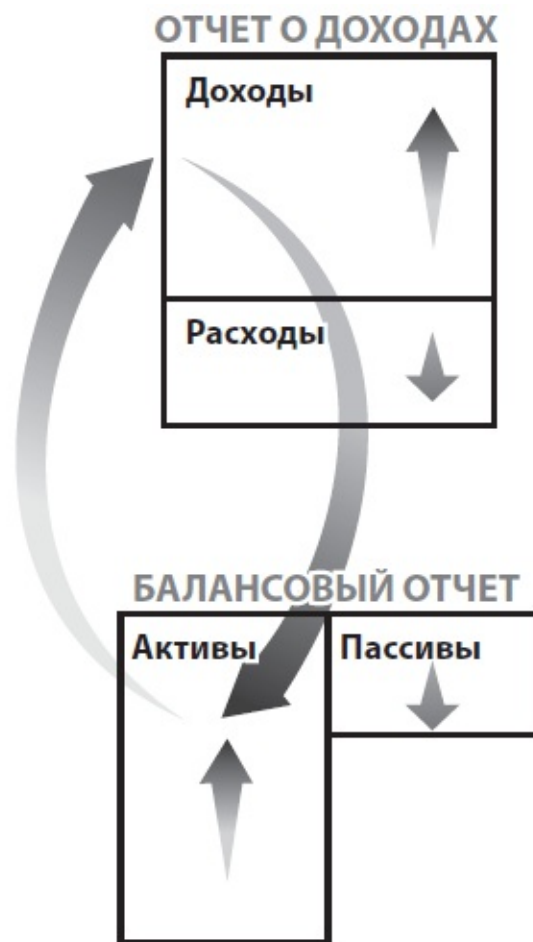 ОТЧЕТ О ДОХОДАХ
Доходы
Расходы
БАЛАНСОВЫЙ ОТЧЕТ
Активы
Пассивы